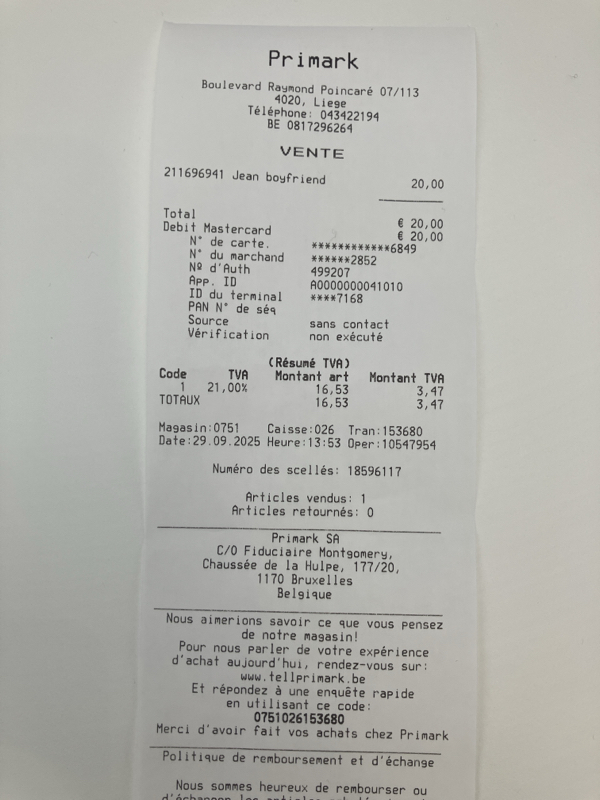 Primark
Boulevard Raymond Poincaré 07/113
4020, Liege
Téléphone: 043422194
BE 0817296264
VENTE
211696941 Jean boyfriend 20,00
Total € 20,00
Debit Mastercard € 20,00
N° de carte. ************6849
N° du marchand ******2852
Nº d'Auth 499207
App. ID A0000000041010
ID du terminal ****7168
PAN N° de séq
Source sans contact
Vérification non exécuté
(Résumé TVA)
Code TVA Montant art Montant TVA
1 21,00% 16,53 3,47
TOTAUX 16,53 3,47
Magasin:0751 Caisse:026 Tran:153680
Date:29.09.2025 Heure:13:53 Oper:10547954
Numéro des scellés: 18596117
Articles vendus: 1
Articles retournés: 0
Primark SA
C/O Fiduciaire Montgomery,
Chaussée de la Hulpe, 177/20,
1170 Bruxelles
Belgique
Nous aimerions savoir ce que vous pensez
de notre magasin!
Pour nous parler de votre expérience
d'achat aujourd'hui, rendez-vous sur:
www.tellprimark.be
Et répondez à une enquête rapide
en utilisant ce code:
0751026153680
Merci d'avoir fait vos achats chez Primark
Politique de remboursement et d'échange
Nous sommes heureux de rembourser ou
d'échanger les articles